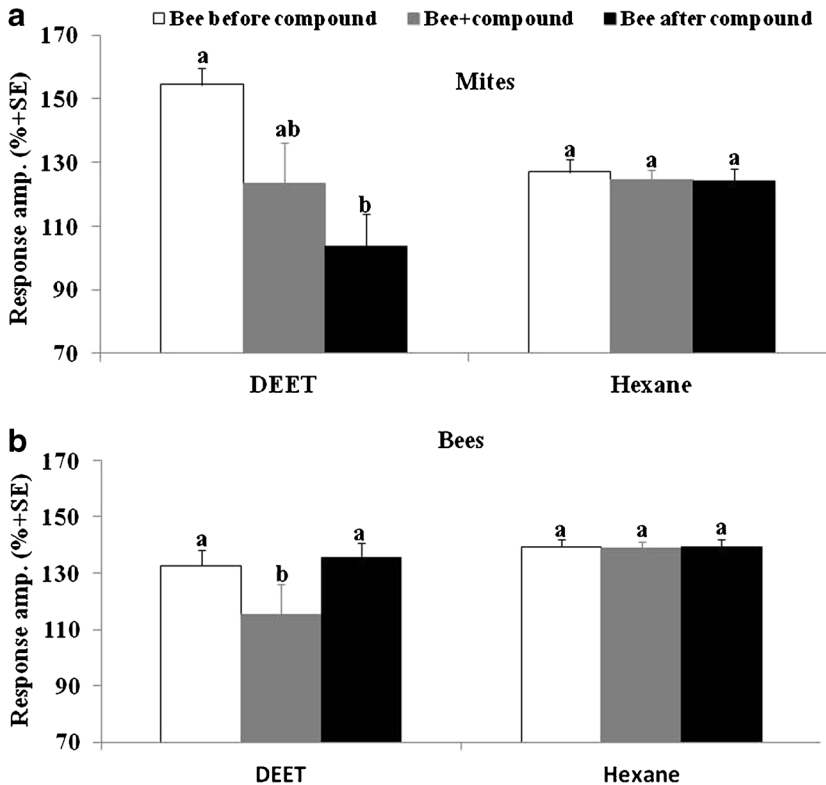 a
Bee before compound Bee+compound Bee after compound
Mites
Response amp. (%+SE)
170
150
130
110
90
70
a
ab
b
a
a
a
DEET Hexane
b
Bees
Response amp. (%+SE)
170
150
130
110
90
70
a
b
a
a
a
a
DEET Hexane